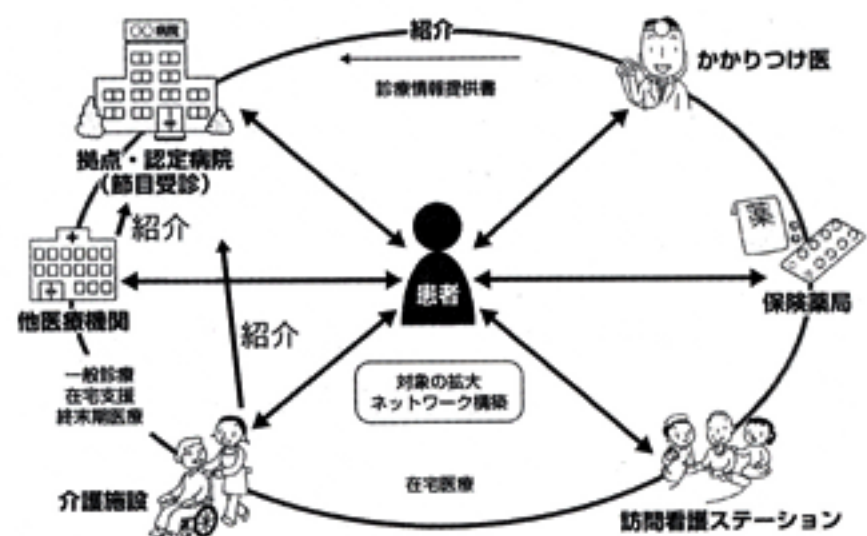 ○○病院
紹介
診療情報提供書
かかりつけ医
拠点・認定病院
(節目受診)
紹介
薬
患者
他医療機関
保険薬局
紹介
一般診療
在宅支援
終末期医療
対象の拡大
ネットワーク構築
介護施設
在宅医療
訪問看護ステーション